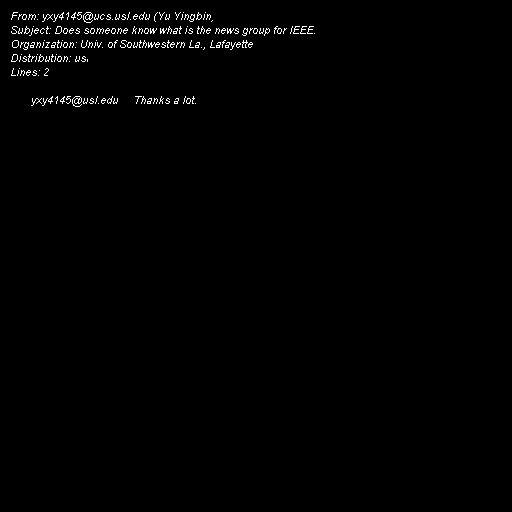 From: yxy4145@ucs.usl.edu (Yu Yingbin,
Subject: Does someone know what is the news group for IEEE.
Organization: Univ. of Southwestern La., Lafayette
Distribution: us
Lines: 2
yxy4145@usl.edu Thanks a lot.